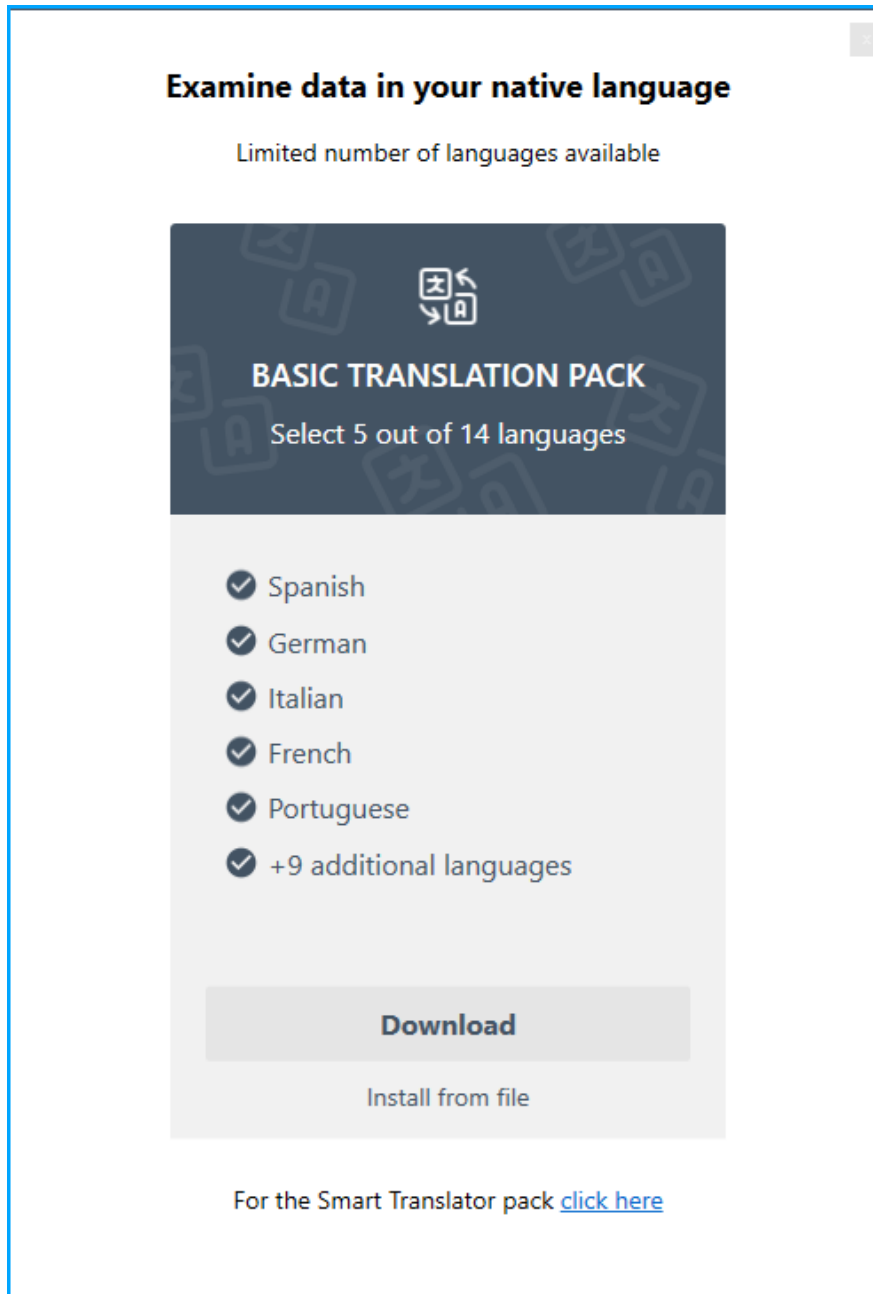 x
Examine data in your native language
Limited number of languages available
BASIC TRANSLATION PACK
Select 5 out of 14 languages
Spanish
German
Italian
French
Portuguese
+9 additional languages
Download
Install from file
For the Smart Translator pack click here